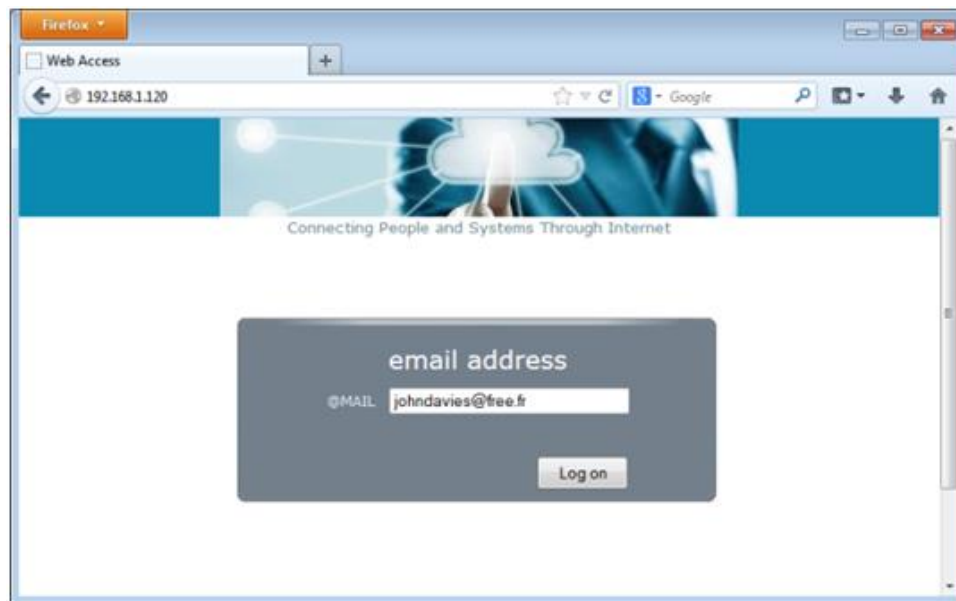 Firefox
Web Access
192.168.1.120
Google
Connecting People and Systems Through Internet
email address
@MAIL johndavies@free.fr
Log on